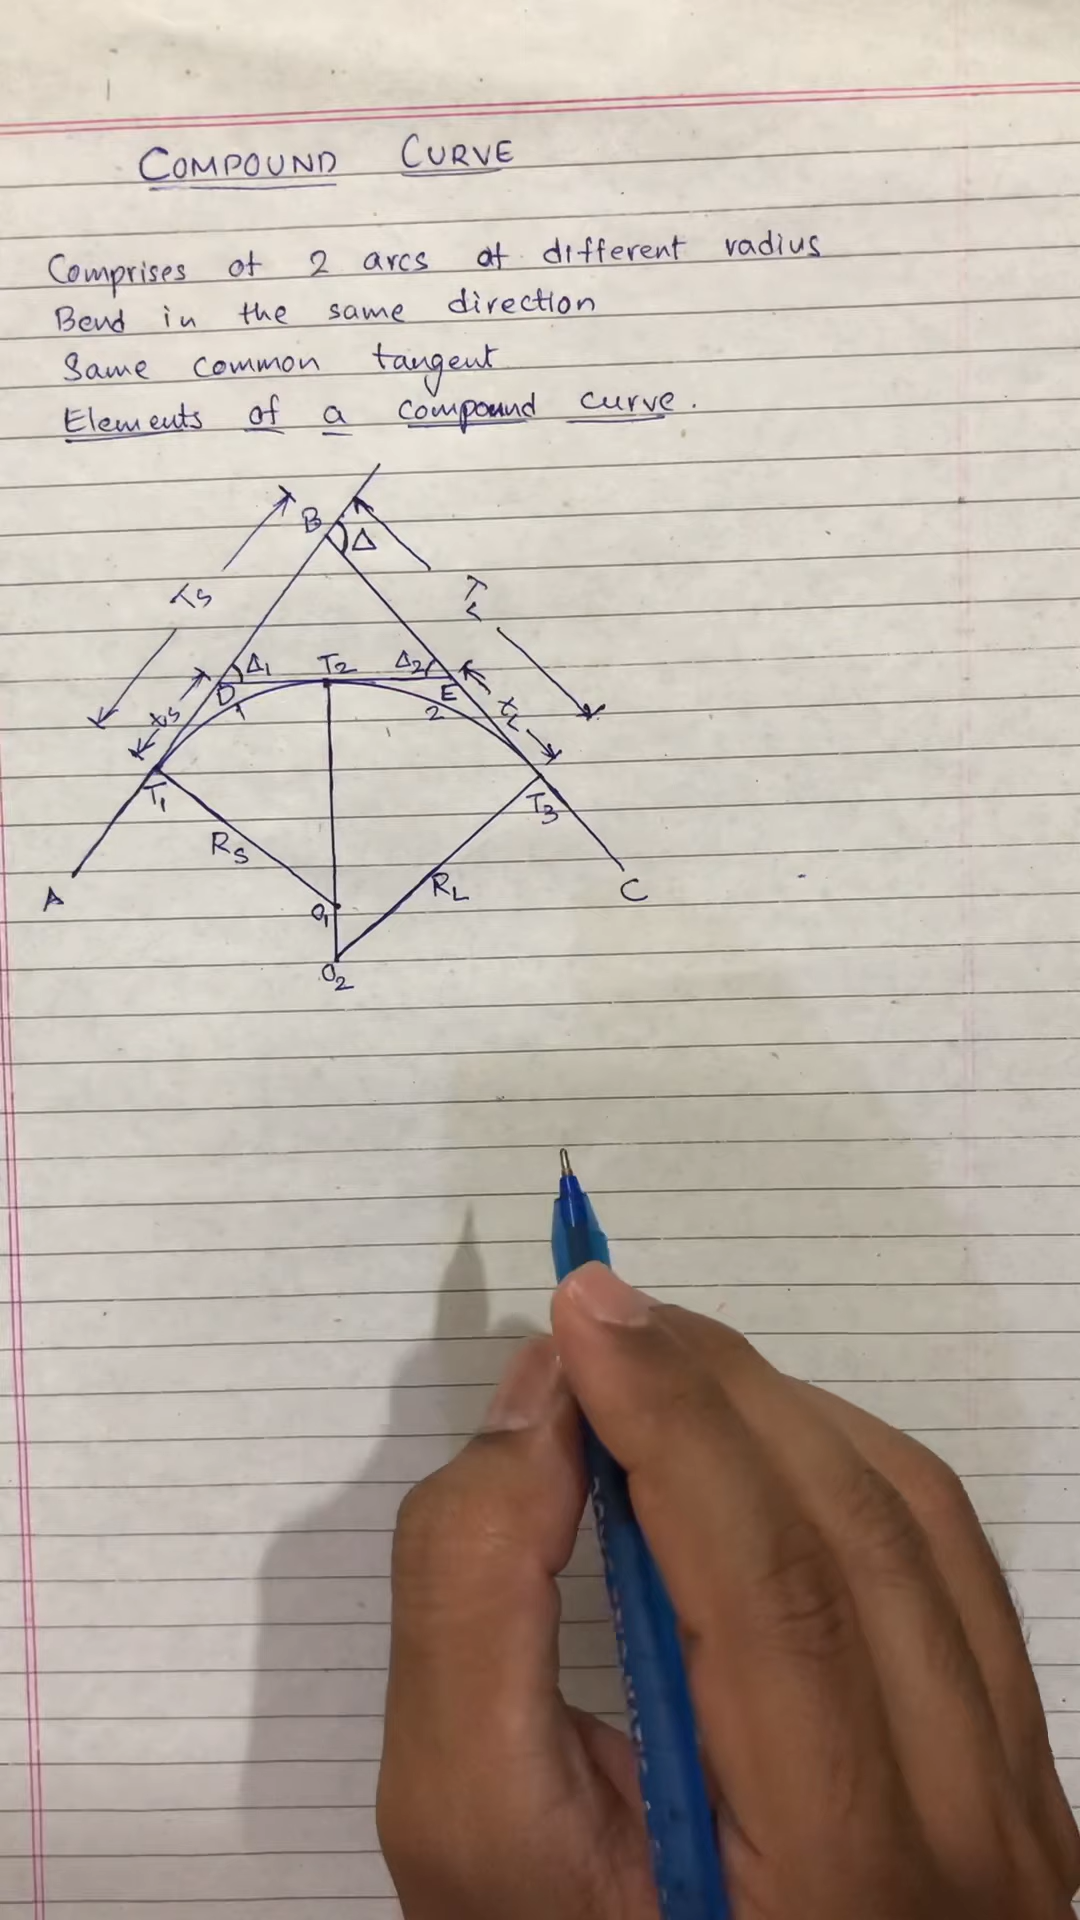 COMPOUND CURVE
Comprises of 2 arcs of different radius
Bend in the same direction
Same common tangent
Elements of a compound curve.
B Δ
Ts TL
Δ1 T2 Δ2
D E
ts 1 2 tL
T1 T3
RS RL
A C
O1
O2